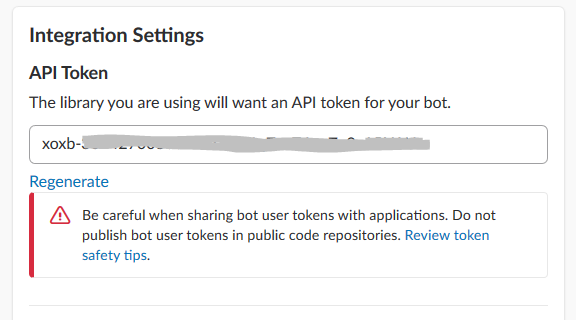 Integration Settings
API Token
The library you are using will want an API token for your bot.
xoxb-
Regenerate
Be careful when sharing bot user tokens with applications. Do not
publish bot user tokens in public code repositories. Review token
safety tips.